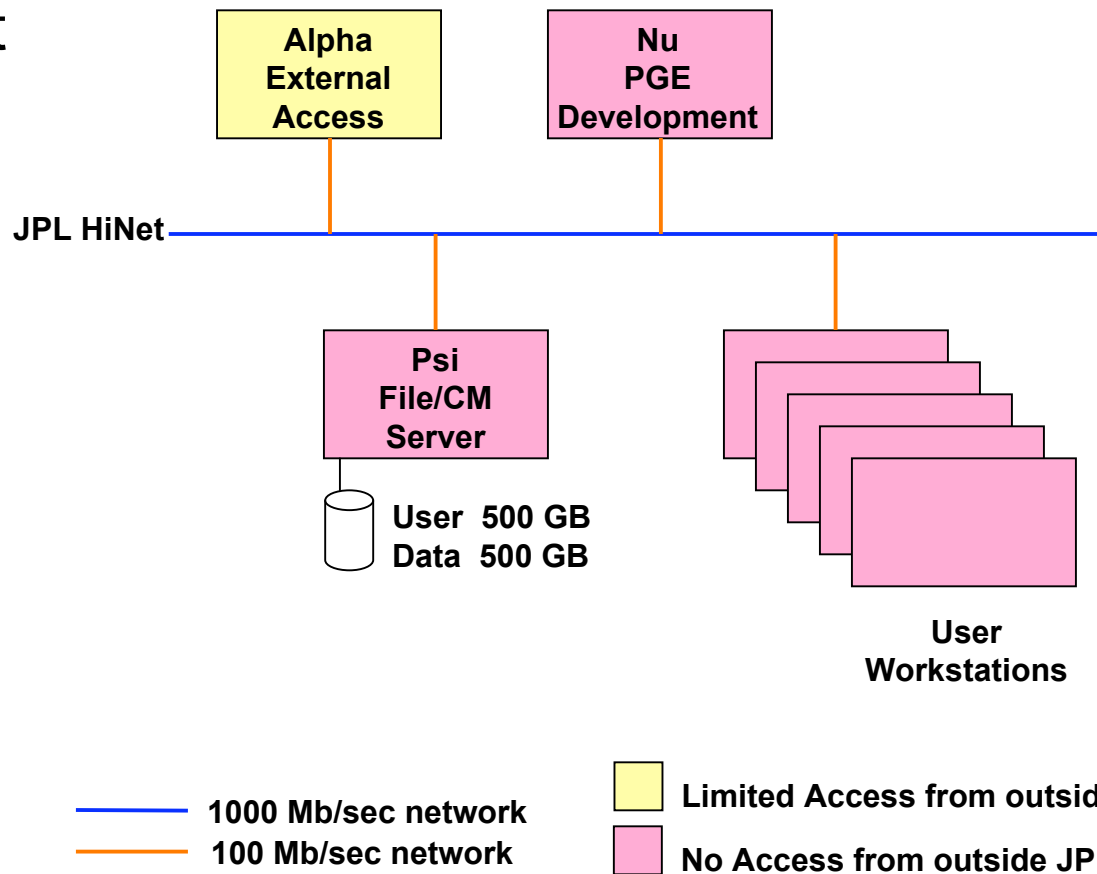 Alpha
External
Access
Nu
PGE
Development
JPL HiNet
Psi
File/CM
Server
User 500 GB
Data 500 GB
User
Workstations
1000 Mb/sec network
100 Mb/sec network
Limited Access from outsid
No Access from outside JP